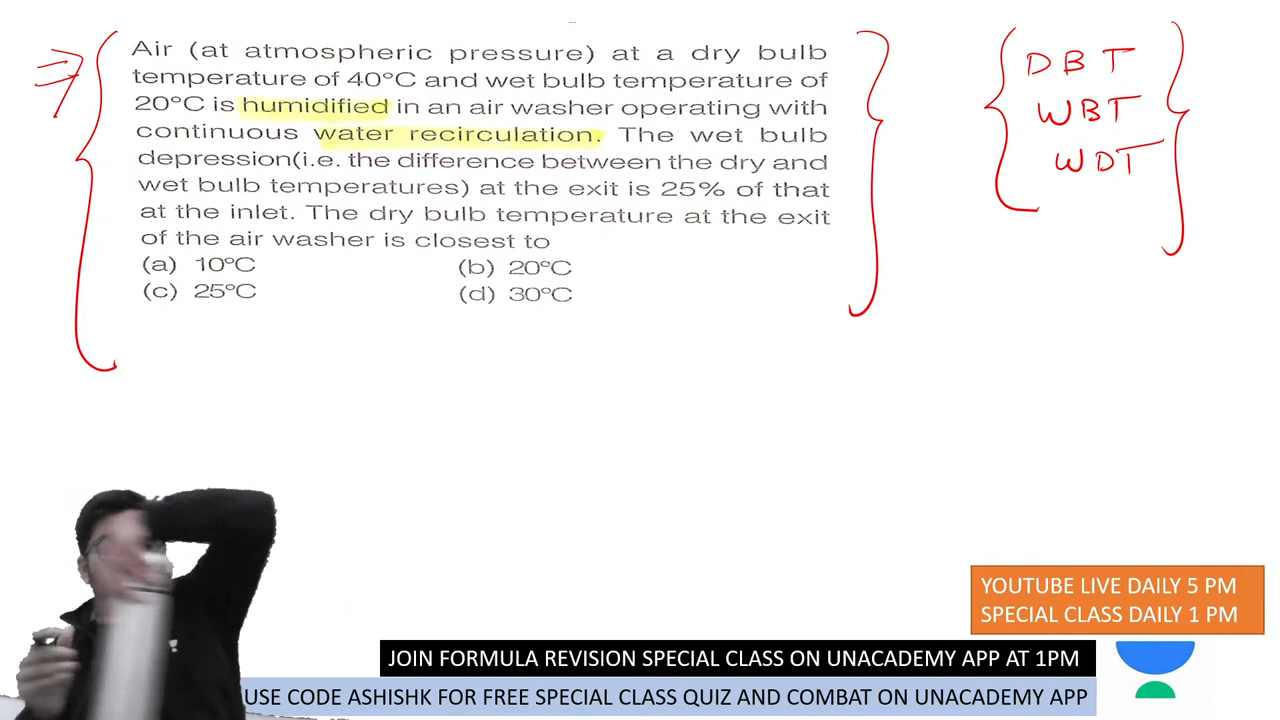 Air (at atmospheric pressure) at a dry bulb
temperature of 40°C and wet bulb temperature of
20°C is humidified in an air washer operating with
continuous water recirculation. The wet bulb
depression(i.e. the difference between the dry and
wet bulb temperatures) at the exit is 25% of that
at the inlet. The dry bulb temperature at the exit
of the air washer is closest to
(a) 10°C (b) 20°C
(c) 25°C (d) 30°C
DBT
WBT
WDT
YOUTUBE LIVE DAILY 5 PM
SPECIAL CLASS DAILY 1 PM
JOIN FORMULA REVISION SPECIAL CLASS ON UNACADEMY APP AT 1PM
USE CODE ASHISHK FOR FREE SPECIAL CLASS QUIZ AND COMBAT ON UNACADEMY APP